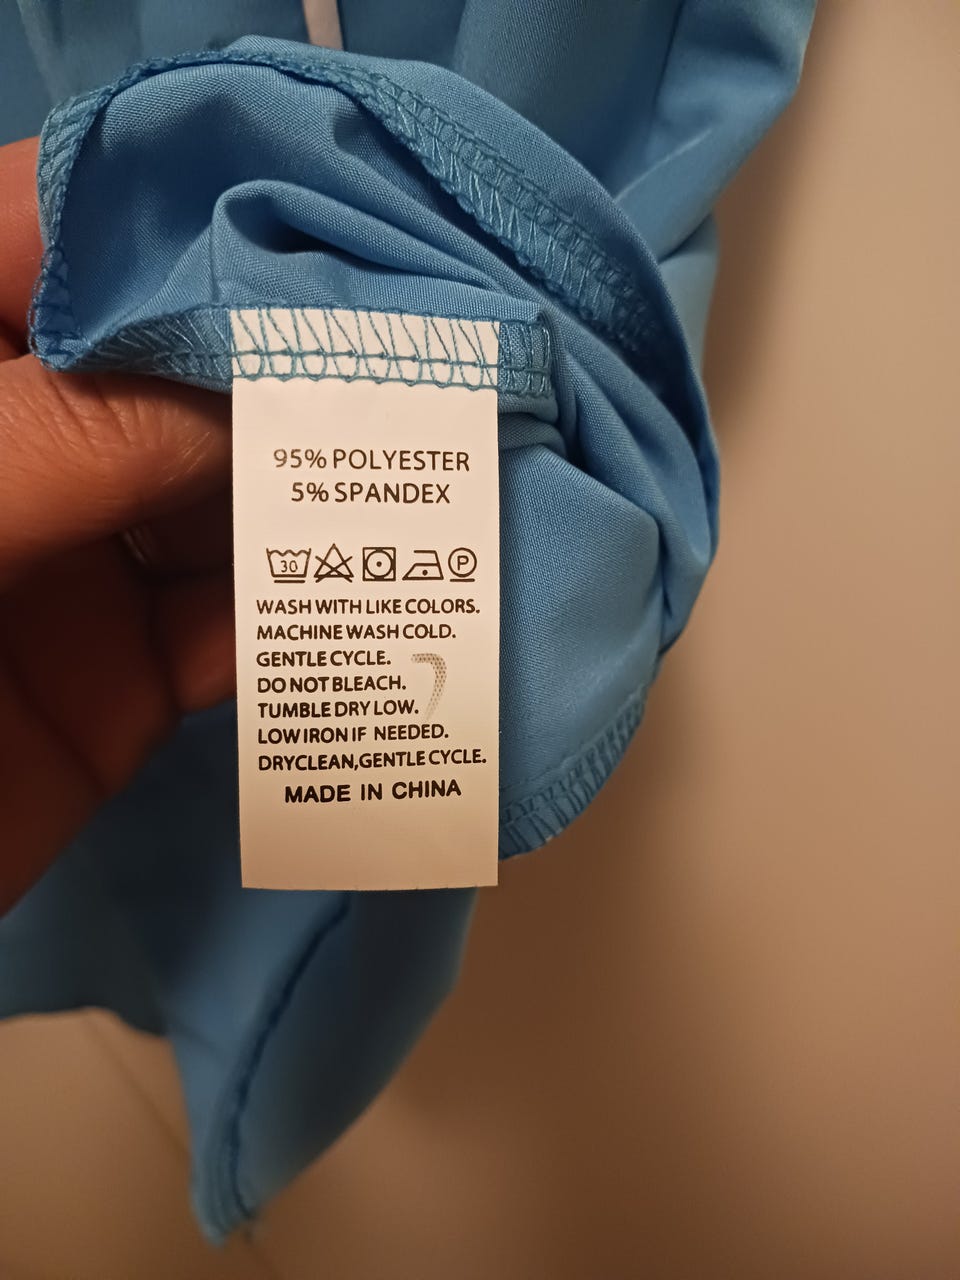 95% POLYESTER
5% SPANDEX
30 P
WASH WITH LIKE COLORS.
MACHINE WASH COLD.
GENTLE CYCLE.
DO NOT BLEACH.
TUMBLE DRY LOW.
LOW IRON IF NEEDED.
DRYCLEAN,GENTLE CYCLE.
MADE IN CHINA